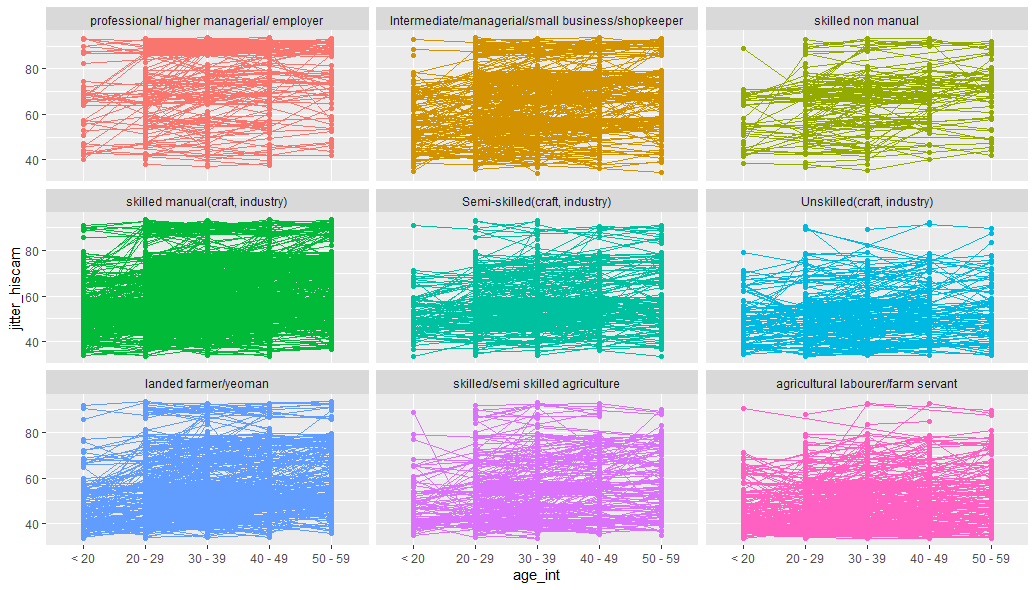 professional/ higher managerial/ employer
Intermediate/managerial/small business/shopkeeper
skilled non manual
80
60
40
skilled manual(craft, industry)
Semi-skilled(craft, industry)
Unskilled(craft, industry)
jitter_hiscam
80
60
40
landed farmer/yeoman
skilled/semi skilled agriculture
agricultural labourer/farm servant
80
60
40
< 20 20 - 29 30 - 39 40 - 49 50 - 59
< 20 20 - 29 30 - 39 40 - 49 50 - 59
< 20 20 - 29 30 - 39 40 - 49 50 - 59
age_int